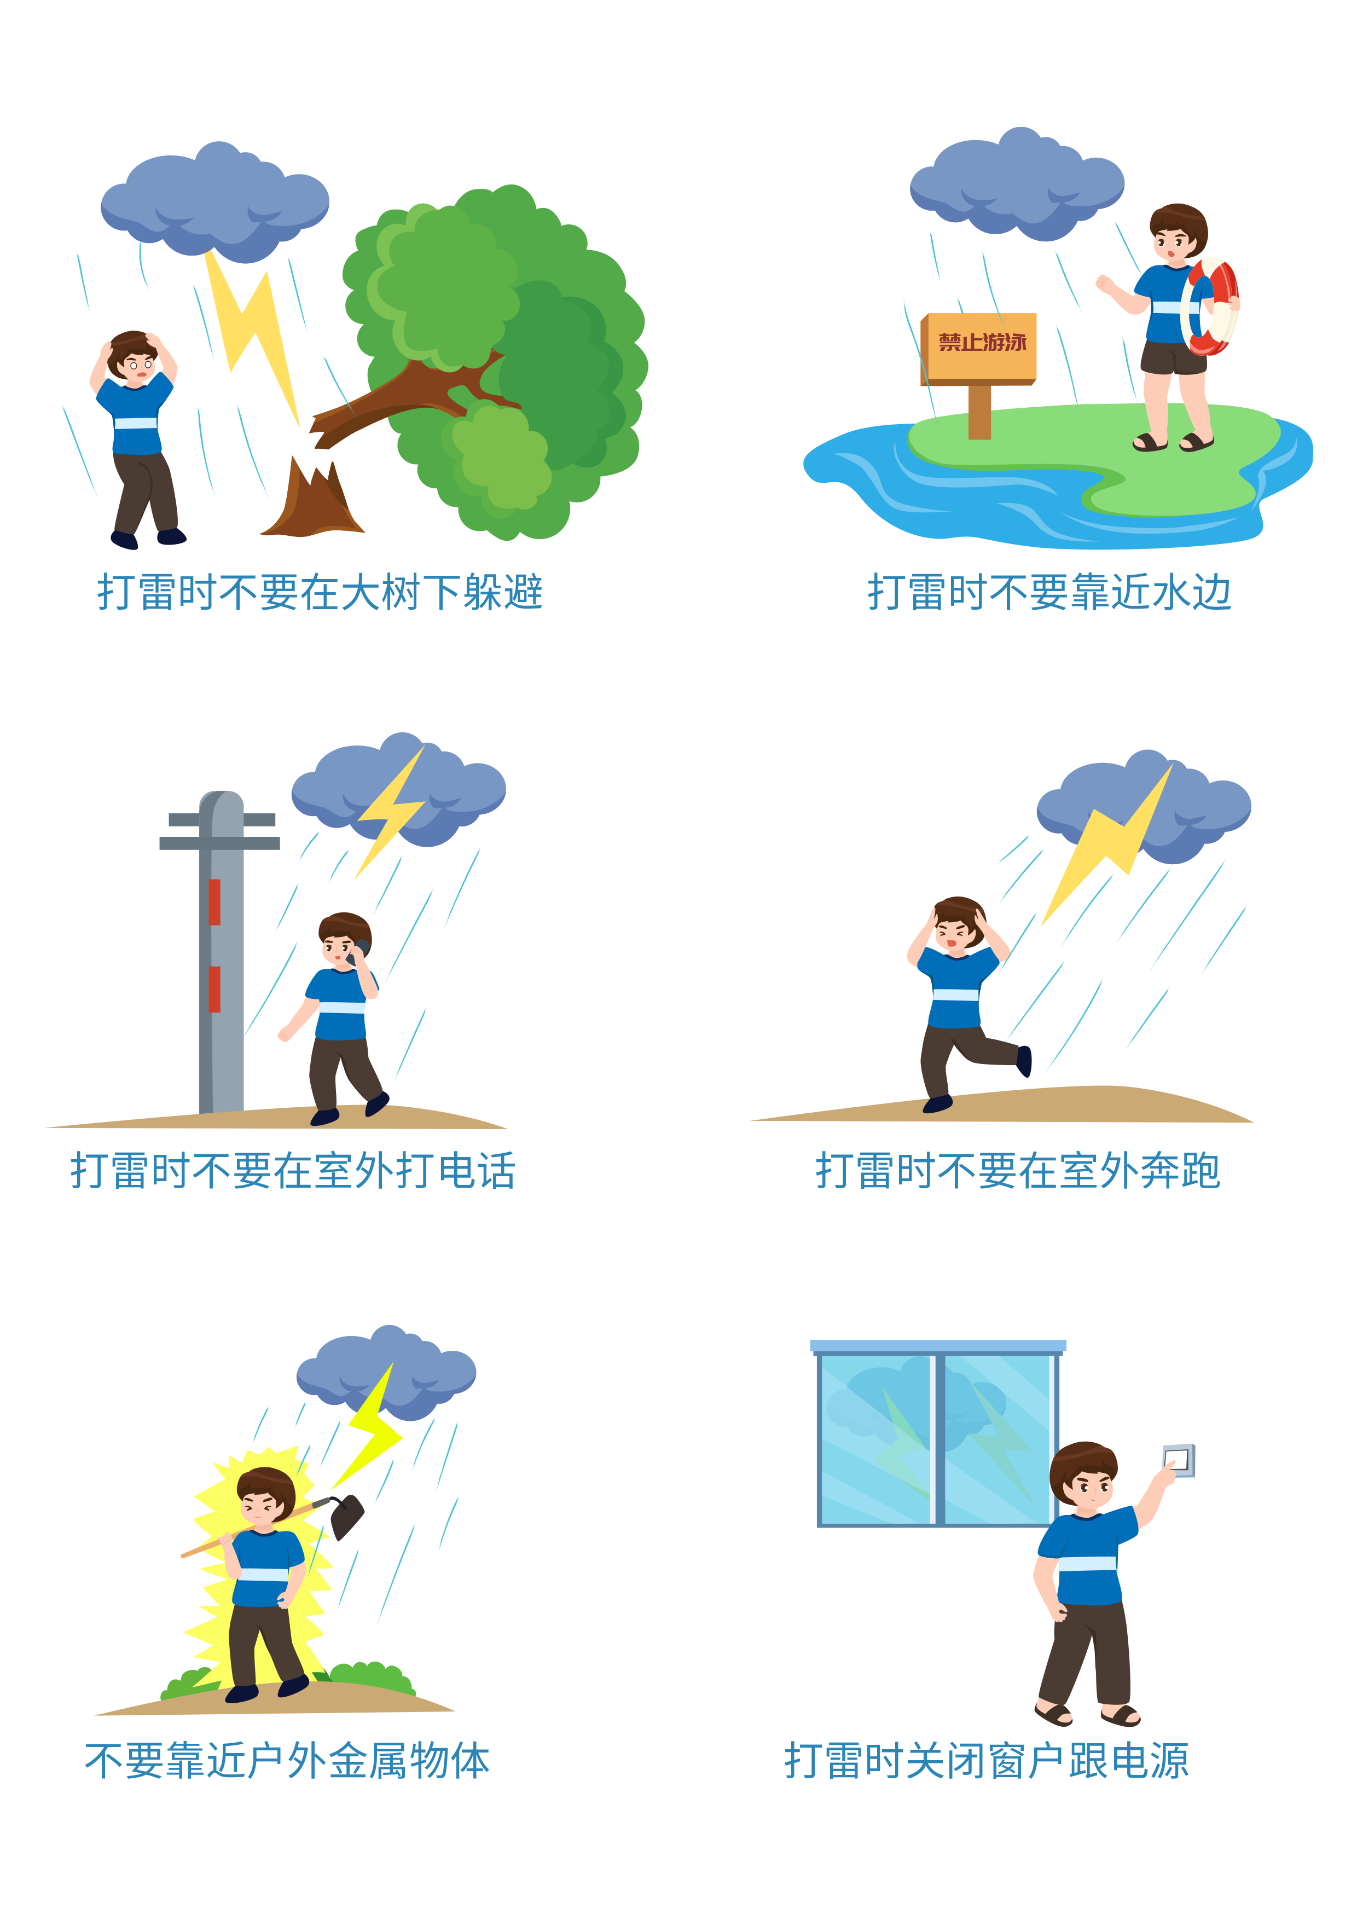 禁止游泳
打雷时不要在大树下躲避
打雷时不要靠近水边
打雷时不要在室外打电话
打雷时不要在室外奔跑
不要靠近户外金属物体
打雷时关闭窗户跟电源